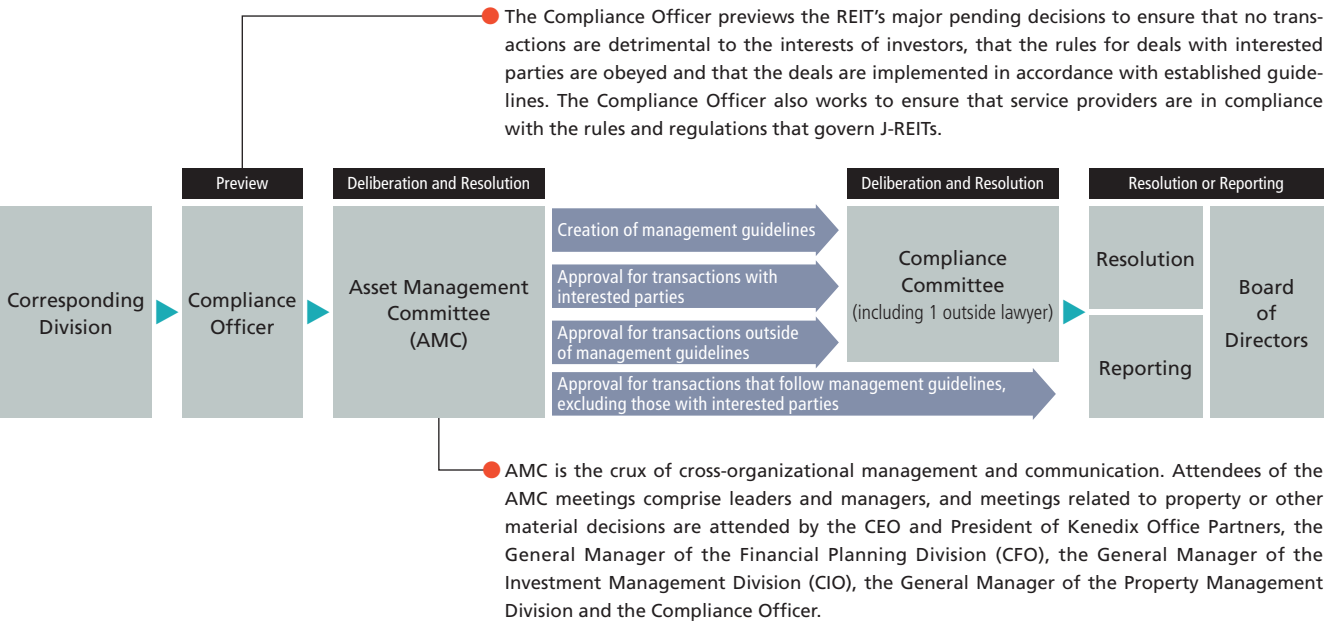 The Compliance Officer previews the REIT's major pending decisions to ensure that no trans-
actions are detrimental to the interests of investors, that the rules for deals with interested
parties are obeyed and that the deals are implemented in accordance with established guide-
lines. The Compliance Officer also works to ensure that service providers are in compliance
with the rules and regulations that govern J-REITs.
Preview
Deliberation and Resolution
Deliberation and Resolution
Resolution or Reporting
Corresponding
Division
Compliance
Officer
Asset Management
Committee
(AMC)
Creation of management guidelines
Approval for transactions with
interested parties
Approval for transactions outside
of management guidelines
Approval for transactions that follow management guidelines,
excluding those with interested parties
Compliance
Committee
(including 1 outside lawyer)
Resolution
Reporting
Board
of
Directors
AMC is the crux of cross-organizational management and communication. Attendees of the
AMC meetings comprise leaders and managers, and meetings related to property or other
material decisions are attended by the CEO and President of Kenedix Office Partners, the
General Manager of the Financial Planning Division (CFO), the General Manager of the
Investment Management Division (CIO), the General Manager of the Property Management
Division and the Compliance Officer.